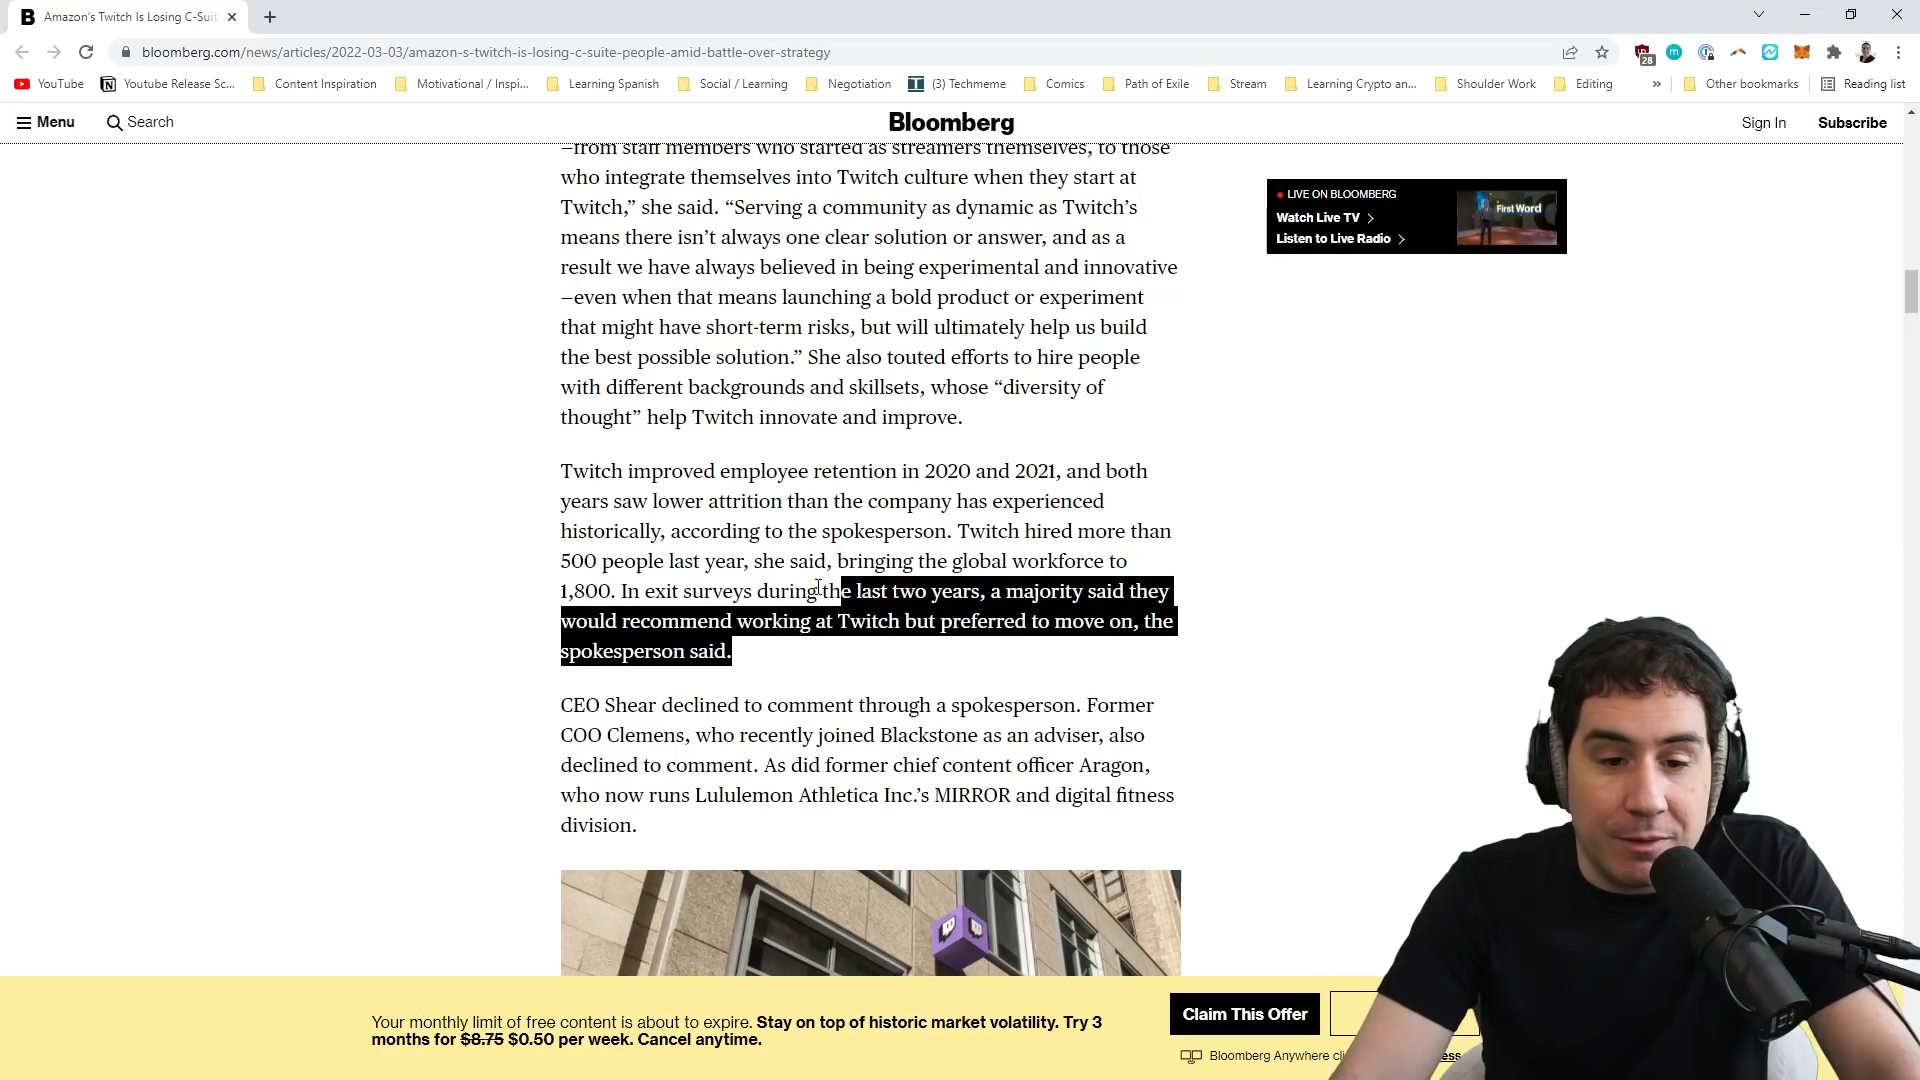 Amazon's Twitch Is Losing C-Suit
bloomberg.com/news/articles/2022-03-03/amazon-s-twitch-is-losing-c-suite-people-amid-battle-over-strategy
28
YouTube
Youtube Release Sc...
Content Inspiration
Motivational / Inspi...
Learning Spanish
Social / Learning
Negotiation
(3) Techmeme
Comics
Path of Exile
Stream
Learning Crypto an...
Shoulder Work
Editing
Other bookmarks
Reading list
Menu
Search
Bloomberg
Sign In
Subscribe
—from staff members who started as streamers themselves, to those
who integrate themselves into Twitch culture when they start at
Twitch,” she said. “Serving a community as dynamic as Twitch’s
means there isn’t always one clear solution or answer, and as a
result we have always believed in being experimental and innovative
—even when that means launching a bold product or experiment
that might have short-term risks, but will ultimately help us build
the best possible solution.” She also touted efforts to hire people
with different backgrounds and skillsets, whose “diversity of
thought” help Twitch innovate and improve.
Twitch improved employee retention in 2020 and 2021, and both
years saw lower attrition than the company has experienced
historically, according to the spokesperson. Twitch hired more than
500 people last year, she said, bringing the global workforce to
1,800. In exit surveys during the last two years, a majority said they
would recommend working at Twitch but preferred to move on, the
spokesperson said.
CEO Shear declined to comment through a spokesperson. Former
COO Clemens, who recently joined Blackstone as an adviser, also
declined to comment. As did former chief content officer Aragon,
who now runs Lululemon Athletica Inc.’s MIRROR and digital fitness
division.
LIVE ON BLOOMBERG
Watch Live TV
Listen to Live Radio
First Word
Your monthly limit of free content is about to expire. Stay on top of historic market volatility. Try 3
months for $8.75 $0.50 per week. Cancel anytime.
Claim This Offer
Bloomberg Anywhere cli
ess